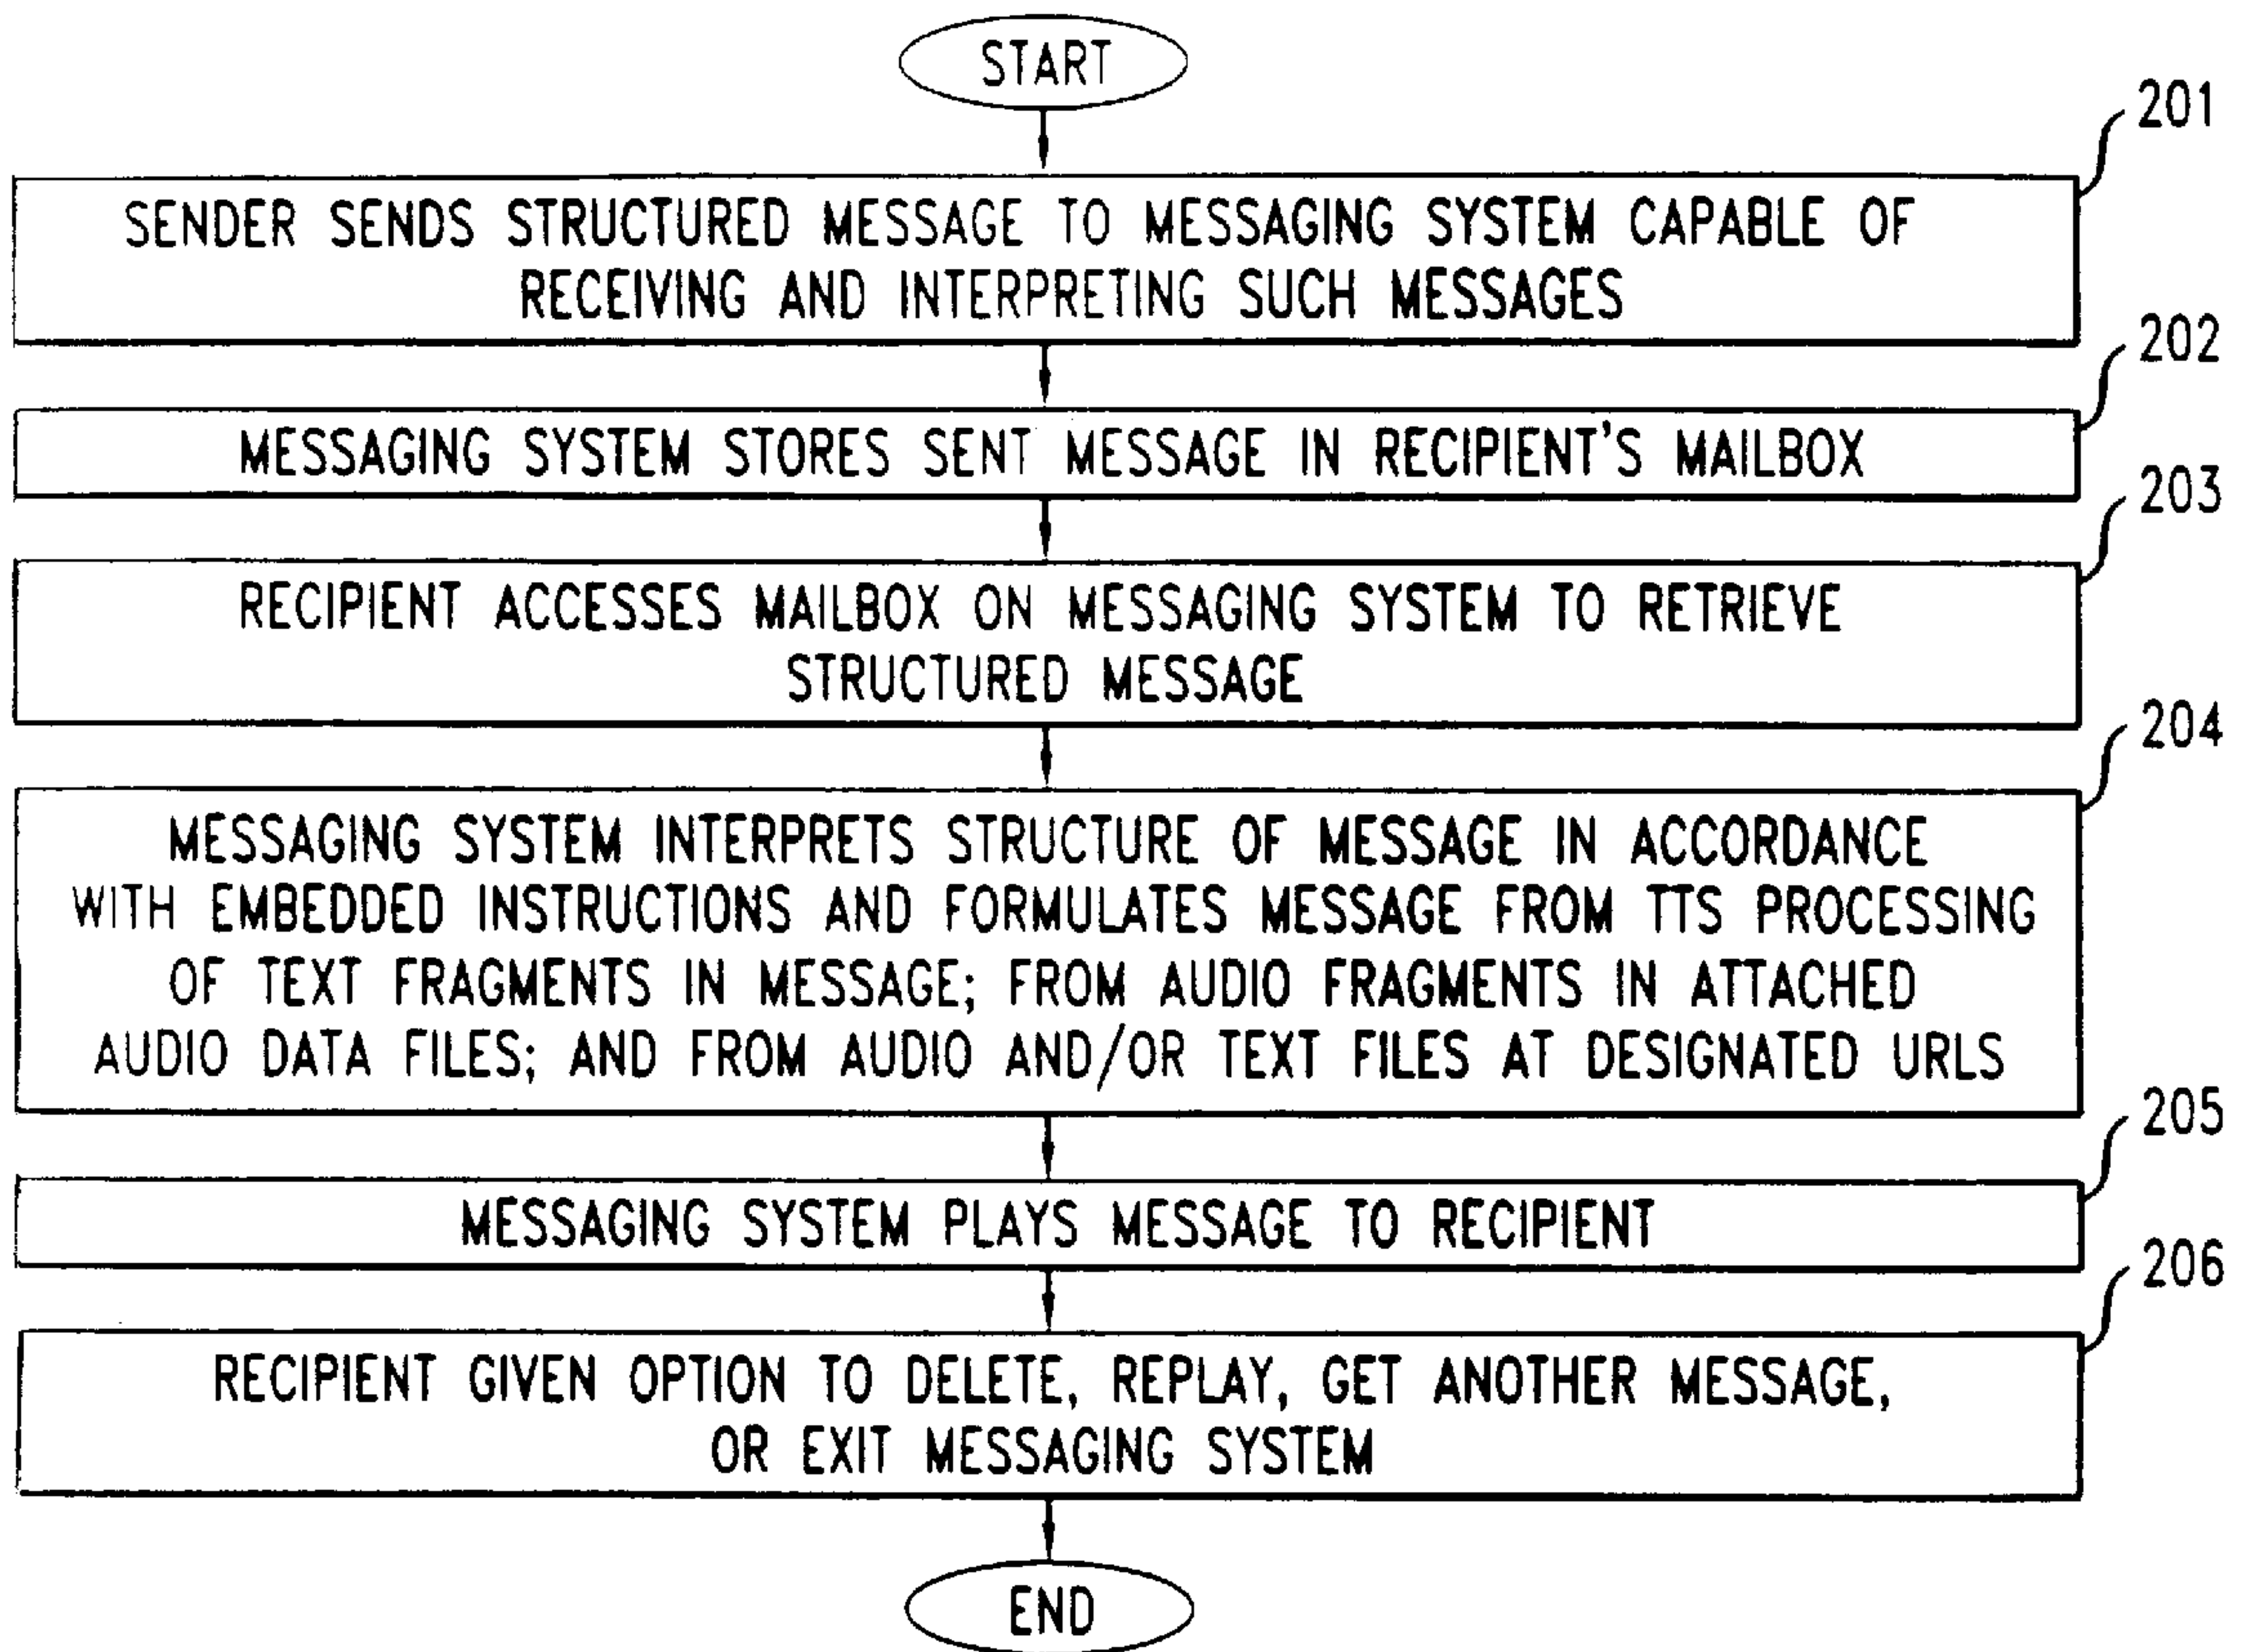 START
201
SENDER SENDS STRUCTURED MESSAGE TO MESSAGING SYSTEM CAPABLE OF
RECEIVING AND INTERPRETING SUCH MESSAGES
202
MESSAGING SYSTEM STORES SENT MESSAGE IN RECIPIENT'S MAILBOX
203
RECIPIENT ACCESSES MAILBOX ON MESSAGING SYSTEM TO RETRIEVE
STRUCTURED MESSAGE
204
MESSAGING SYSTEM INTERPRETS STRUCTURE OF MESSAGE IN ACCORDANCE
WITH EMBEDDED INSTRUCTIONS AND FORMULATES MESSAGE FROM TTS PROCESSING
OF TEXT FRAGMENTS IN MESSAGE; FROM AUDIO FRAGMENTS IN ATTACHED
AUDIO DATA FILES; AND FROM AUDIO AND/OR TEXT FILES AT DESIGNATED URLS
205
MESSAGING SYSTEM PLAYS MESSAGE TO RECIPIENT
206
RECIPIENT GIVEN OPTION TO DELETE, REPLAY, GET ANOTHER MESSAGE,
OR EXIT MESSAGING SYSTEM
END